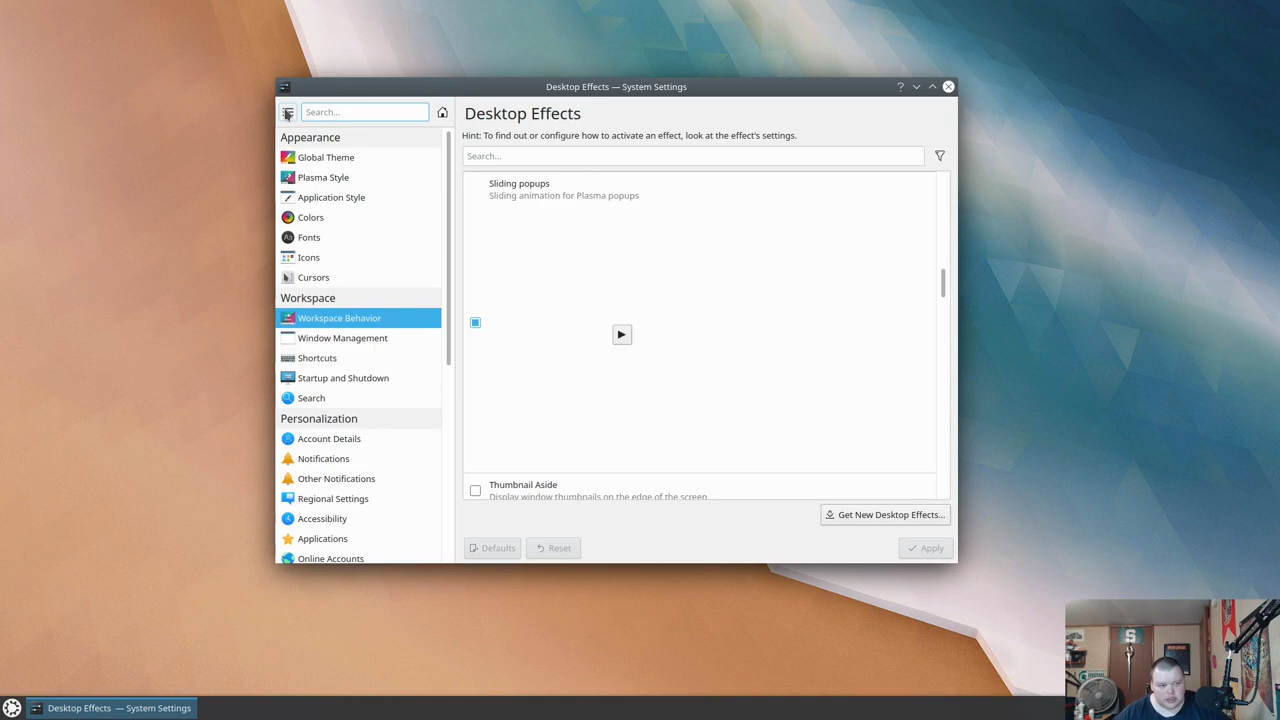 Desktop Effects — System Settings
Search...
Appearance
Global Theme
Plasma Style
Application Style
Colors
Fonts
Icons
Cursors
Workspace
Workspace Behavior
Window Management
Shortcuts
Startup and Shutdown
Search
Personalization
Account Details
Notifications
Other Notifications
Regional Settings
Accessibility
Applications
Online Accounts
Desktop Effects
Hint: To find out or configure how to activate an effect, look at the effect's settings.
Search...
Sliding popups
Sliding animation for Plasma popups
Thumbnail Aside
Display window thumbnails on the edge of the screen
Get New Desktop Effects...
Defaults
Reset
Apply
Desktop Effects — System Settings